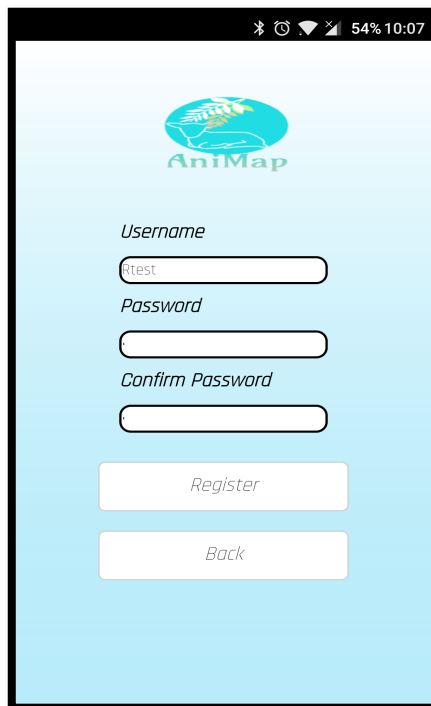 54% 10:07
AniMap
Username
Rtest
Password
Confirm Password
Register
Back